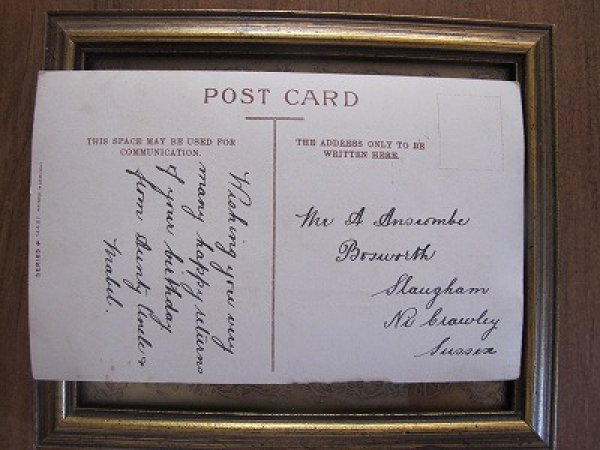 POST CARD
THIS SPACE MAY BE USED FOR
COMMUNICATION.
THE ADDRESS ONLY TO BE
WRITTEN HERE.
Wishing you very
many happy returns
of your birthday
from Aunty Uncle &
Mabel.
Mr A Anscombe
Bosworth
Slaugham
Nr Crawley
Sussex